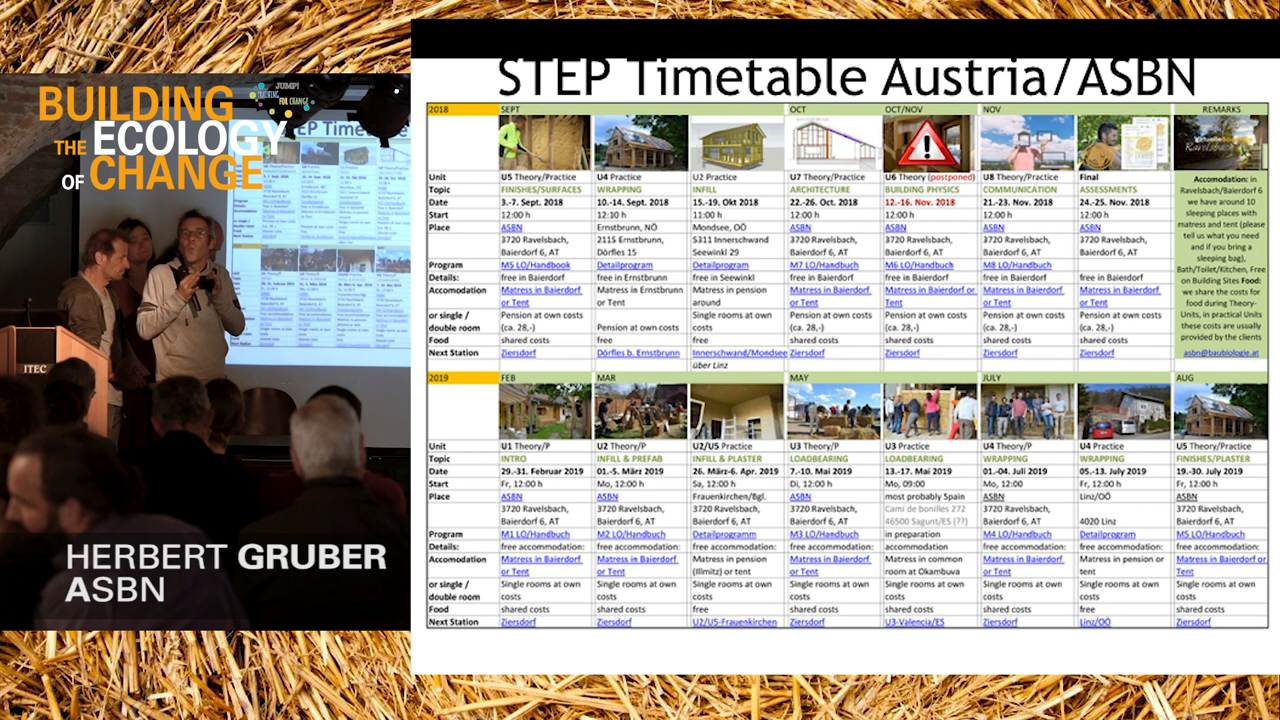 BUILDING
THE ECOLOGY
OF CHANGE
JUMP!
TRAINING
FOR CHANGE
ITEC
HERBERT GRUBER
ASBN
STEP Timetable Austria/ASBN
2018 SEPT OCT OCT/NOV NOV REMARKS
Unit U5 Theory/Practice U4 Practice U2 Practice U7 Theory/Practice U6 Theory (postponed) U8 Theory/Practice Final
Topic FINISHES/SURFACES WRAPPING INFILL ARCHITECTURE BUILDING PHYSICS COMMUNICATION ASSESSMENTS
Date 3.-7. Sept. 2018 10.-14. Sept. 2018 15.-19. Okt 2018 22.-26. Oct. 2018 12.-16. Nov. 2018 21.-23. Nov. 2018 24.-25. Nov. 2018
Start 12:00 h 12:10 h 12:00 h 12:00 h 12:00 h 12:00 h 12:00 h
Place ASBN Ernstbrunn, NÖ Mondsee, OÖ ASBN ASBN ASBN ASBN
3720 Ravelsbach, 2115 Ernstbrunn, 5311 Innerschwand 3720 Ravelsbach, 3720 Ravelsbach, 3720 Ravelsbach, 3720 Ravelsbach,
Baierdorf 6, AT Dörfles 15 Seewinkl 29 Baierdorf 6, AT Baierdorf 6, AT Baierdorf 6, AT Baierdorf 6, AT
Program M5 LO/Handbook Detailprogram Detailprogram M7 LO/Handbuch M6 LO/Handbuch M8 LO/Handbuch
Details: free in Baierdorf free in Ernstbrunn free in Seewinkl free in Baierdorf free in Baierdorf free in Baierdorf free in Baierdorf
Accomodation Matress in Baierdorf Matress in Ernstbrunn Matress in pension Matress in Baierdorf Matress in Baierdorf or Matress in Baierdorf Matress in Baierdorf
or Tent or Tent around or Tent Tent or Tent or Tent
or single / Pension at own costs Single rooms at own Pension at own costs Pension at own costs Pension at own costs Pension at own costs
double room (ca. 28,-) Pension at own costs costs (ca. 28,-) (ca. 28,-) (ca. 28,-) (ca. 28,-)
Food shared costs shared costs shared costs shared costs shared costs shared costs shared costs
Next Station Ziersdorf Dörfles b. Ernstbrunn Innerschwand/Mondsee Ziersdorf Ziersdorf Ziersdorf Ziersdorf
über Linz
Ravelsbach
Accomodation: in
Ravelsbach/Baierdorf 6
we have around 10
sleeping places with
matress and tent (please
tell us what you need
and if you bring a
sleeping bag),
Bath/Toilet/Kitchen, Free
on Building Sites Food:
we share the costs for
food during Theory-
Units, in practical Units
these costs are usually
provided by the clients
asbn@baubiologie.at
2019 FEB MAR MAY JULY AUG
Unit U1 Theory/P U2 Theory/P U2/U5 Practice U3 Theory/P U3 Practice U4 Theory/P U4 Practice U5 Theory/Practice
Topic INTRO INFILL & PREFAB INFILL & PLASTER LOADBEARING LOADBEARING WRAPPING WRAPPING FINISHES/PLASTER
Date 29.-31. Februar 2019 01.-5. März 2019 26. März-6. Apr. 2019 7.-10. Mai 2019 13.-17. Mai 2019 01.-04. Juli 2019 05.-13. July 2019 19.-30. July 2019
Start Fr, 12:00 h Mo, 12:00 h Sa, 12:00 h Di, 12:00 h Mo, 09:00 Mo, 12:00 Fr, 12:00 h Fr, 12:00 h
Place ASBN ASBN Frauenkirchen/Bgl. ASBN most probably Spain ASBN Linz/OÖ ASBN
3720 Ravelsbach, 3720 Ravelsbach, 3720 Ravelsbach, Cami de bonilles 272 3720 Ravelsbach, 3720 Ravelsbach,
Baierdorf 6, AT Baierdorf 6, AT Baierdorf 6, AT 46500 Sagunt/ES (??) Baierdorf 6, AT 4020 Linz Baierdorf 6, AT
Program M1 LO/Handbuch M2 LO/Handbuch Detailprogramm M3 LO/Handbuch in preparation M4 LO/Handbuch Detailprogram M5 LO/Handbuch
Details: free accommodation: free accommodation: free accommodation: free accommodation: accommodation free accommodation: free accommodation: free accommodation:
Accomodation Matress in Baierdorf Matress in Baierdorf Matress in pension Matress in Baierdorf Matress in common Matress in Baierdorf Matress in pension or Matress in Baierdorf or
or Tent or Tent (Illmitz) or tent or Tent room at Okambuva or Tent tent Tent
or single / Single rooms at own Single rooms at own Single rooms at own Single rooms at own Single rooms at own Single rooms at own Single rooms at own Single rooms at own
double room costs costs costs costs costs costs costs costs
Food shared costs shared costs free shared costs shared costs shared costs free shared costs
Next Station Ziersdorf Ziersdorf U2/U5-Frauenkirchen Ziersdorf U3-Valencia/ES Ziersdorf Linz/OÖ Ziersdorf